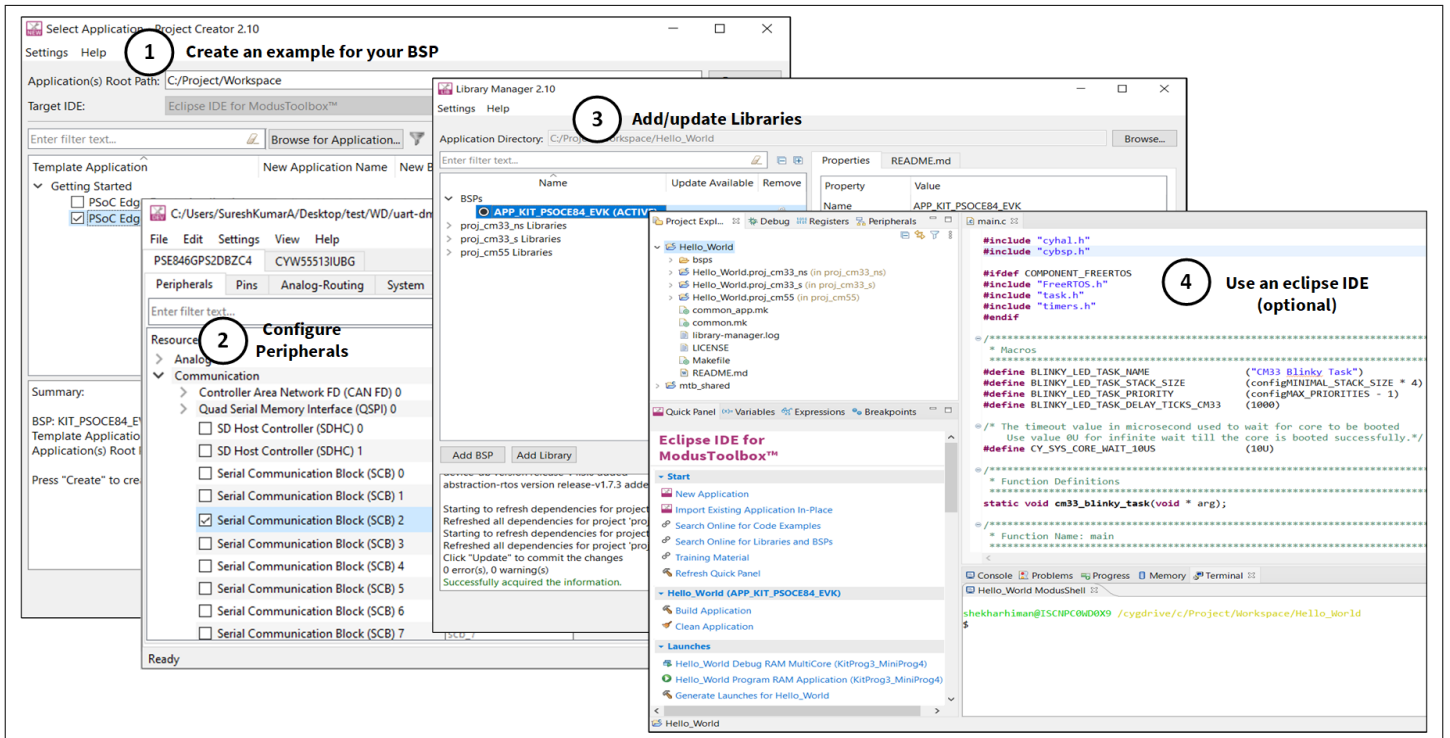 Select Application - Project Creator 2.10
Settings Help
1
Create an example for your BSP
Application(s) Root Path: C:/Project/Workspace
Target IDE: Eclipse IDE for ModusToolbox™
Enter filter text...
Browse for Application...
Template Application New Application Name New B
Getting Started
PSoC Edg
PSoC Edg
Summary:
BSP: KIT_PSOCE84_EV
Template Applicatio
Application(s) Root
Press "Create" to cre
C:/Users/SureshKumarA/Desktop/test/WD/uart-dm
File Edit Settings View Help
PSE846GPS2DBZC4 CYW55513IUBG
Peripherals Pins Analog-Routing System
Enter filter text...
2
Configure
Peripherals
Resource
Analog
Communication
Controller Area Network FD (CAN FD) 0
Quad Serial Memory Interface (QSPI) 0
SD Host Controller (SDHC) 0
SD Host Controller (SDHC) 1
Serial Communication Block (SCB) 0
Serial Communication Block (SCB) 1
Serial Communication Block (SCB) 2
Serial Communication Block (SCB) 3
Serial Communication Block (SCB) 4
Serial Communication Block (SCB) 5
Serial Communication Block (SCB) 6
Serial Communication Block (SCB) 7
scb_7
Ready
Library Manager 2.10
Settings Help
3
Add/update Libraries
Application Directory: C:/Project/Workspace/Hello_World
Browse...
Enter filter text...
Properties README.md
Name Update Available Remove
Property Value
Name APP_KIT_PSOCE84_EVK
BSPs
APP_KIT_PSOCE84_EVK (ACTIVE)
proj_cm33_ns Libraries
proj_cm33_s Libraries
proj_cm55 Libraries
Add BSP Add Library
abstraction-rtos version release-v1.7.3 adde
Starting to refresh dependencies for project
Refreshed all dependencies for project 'proj
Starting to refresh dependencies for project
Refreshed all dependencies for project 'proj
Click "Update" to commit the changes
0 error(s), 0 warning(s)
Successfully acquired the information.
Project Expl... Debug Registers Peripherals
Hello_World
bsps
Hello_World.proj_cm33_ns (in proj_cm33_ns)
Hello_World.proj_cm33_s (in proj_cm33_s)
Hello_World.proj_cm55 (in proj_cm55)
common_app.mk
common.mk
library-manager.log
LICENSE
Makefile
README.md
mtb_shared
Quick Panel Variables Expressions Breakpoints
Eclipse IDE for
ModusToolbox™
Start
New Application
Import Existing Application In-Place
Search Online for Code Examples
Search Online for Libraries and BSPs
Training Material
Refresh Quick Panel
Hello_World (APP_KIT_PSOCE84_EVK)
Build Application
Clean Application
Launches
Hello_World Debug RAM MultiCore (KitProg3_MiniProg4)
Hello_World Program RAM Application (KitProg3_MiniProg4)
Generate Launches for Hello_World
Hello_World
main.c
#include "cyhal.h"
#include "cybsp.h"
#ifdef COMPONENT_FREERTOS
#include "FreeRTOS.h"
#include "task.h"
#include "timers.h"
#endif
4
Use an eclipse IDE
(optional)
* Macros
#define BLINKY_LED_TASK_NAME ("CM33 Blinky Task")
#define BLINKY_LED_TASK_STACK_SIZE (configMINIMAL_STACK_SIZE * 4)
#define BLINKY_LED_TASK_PRIORITY (configMAX_PRIORITIES - 1)
#define BLINKY_LED_TASK_DELAY_TICKS_CM33 (1000)
/* The timeout value in microsecond used to wait for core to be booted
Use value 0U for infinite wait till the core is booted successfully.*/
#define CY_SYS_CORE_WAIT_10US (10U)
* Function Definitions
static void cm33_blinky_task(void * arg);
* Function Name: main
Console Problems Progress Memory Terminal
Hello_World ModusShell
shekharhiman@ISCNPC0WD0X9 /cygdrive/c/Project/Workspace/Hello_World
$